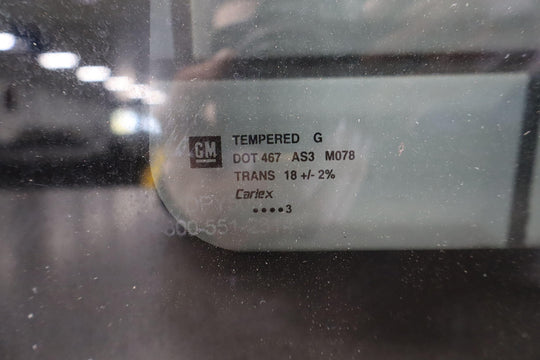 GM
TEMPERED G
DOT 467 AS3 M078
TRANS 18 +/- 2%
Carlex
••••3